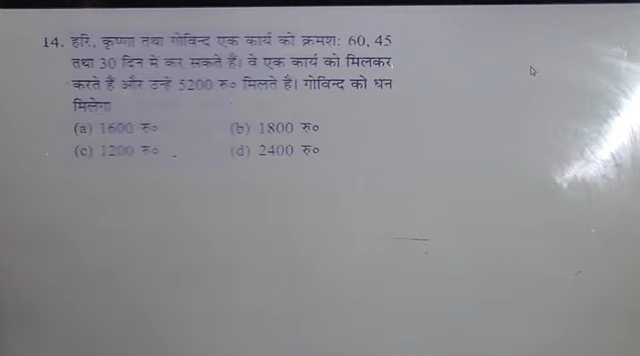 14. हरि, कृष्णा तथा गोविन्द एक कार्य को क्रमश: 60, 45
तथा 30 दिन मे कर सकते हैं। वे एक कार्य को मिलकर
करते हैं और उन्हे 5200 रु० मिलते है। गोविन्द को धन
मिलेगा
(a) 1600 रु० (b) 1800 रु०
(c) 1200 रु० (d) 2400 रु०